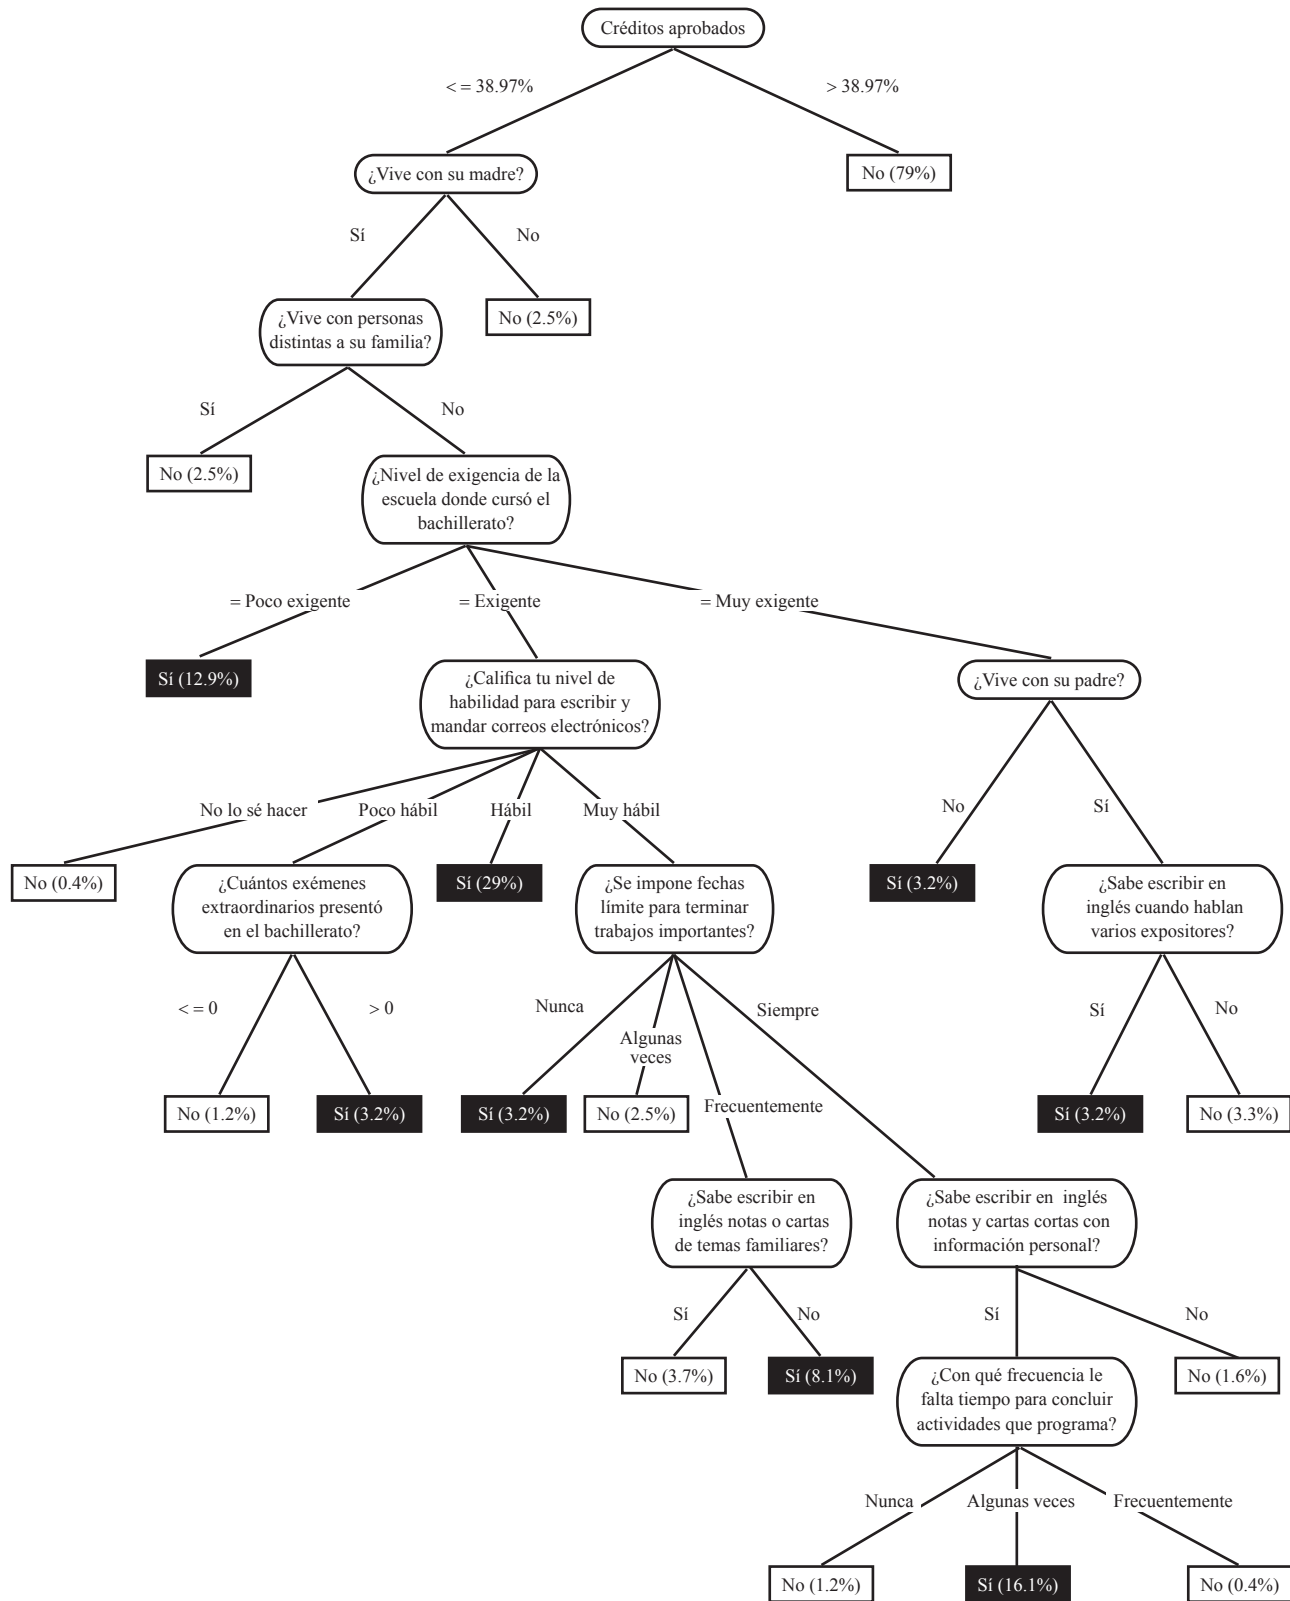 Créditos aprobados
< = 38.97%
> 38.97%
¿Vive con su madre?
No (79%)
Sí
No
¿Vive con personas
distintas a su familia?
No (2.5%)
Sí
No
No (2.5%)
¿Nivel de exigencia de la
escuela donde cursó el
bachillerato?
= Poco exigente
= Exigente
= Muy exigente
Sí (12.9%)
¿Califica tu nivel de
habilidad para escribir y
mandar correos electrónicos?
¿Vive con su padre?
No lo sé hacer
Poco hábil
Hábil
Muy hábil
No
Sí
No (0.4%)
¿Cuántos exémenes
extraordinarios presentó
en el bachillerato?
Sí (29%)
¿Se impone fechas
límite para terminar
trabajos importantes?
Sí (3.2%)
¿Sabe escribir en
inglés cuando hablan
varios expositores?
< = 0
> 0
Nunca
Algunas
veces
Frecuentemente
Siempre
Sí
No
No (1.2%)
Sí (3.2%)
Sí (3.2%)
No (2.5%)
Sí (3.2%)
No (3.3%)
¿Sabe escribir en
inglés notas o cartas
de temas familiares?
¿Sabe escribir en inglés
notas y cartas cortas con
información personal?
Sí
No
Sí
No
No (3.7%)
Sí (8.1%)
¿Con qué frecuencia le
falta tiempo para concluir
actividades que programa?
No (1.6%)
Nunca
Algunas veces
Frecuentemente
No (1.2%)
Sí (16.1%)
No (0.4%)